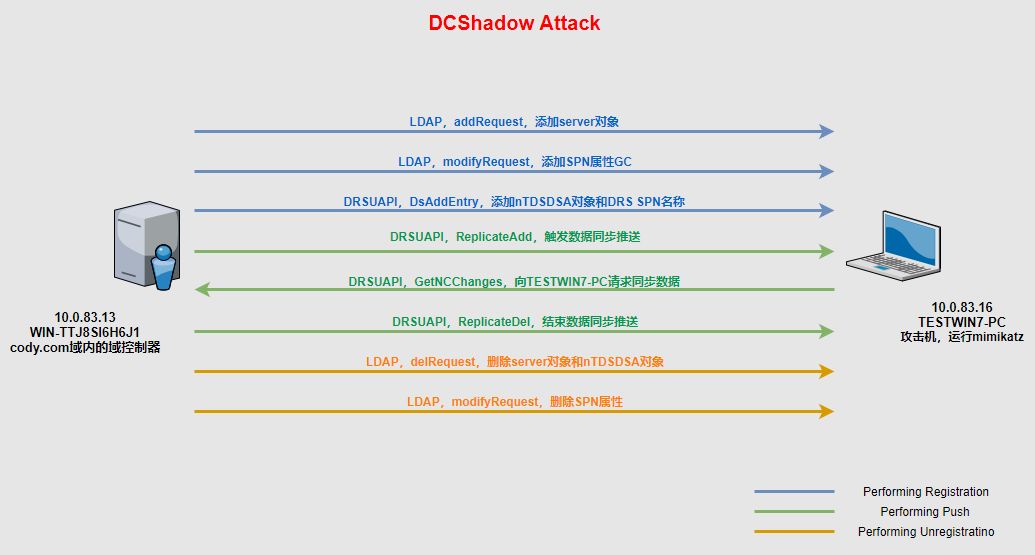 DCShadow Attack
LDAP，addRequest，添加server对象
LDAP，modifyRequest，添加SPN属性GC
DRSUAPI，DsAddEntry，添加nTDSDSA对象和DRS SPN名称
DRSUAPI，ReplicateAdd，触发数据同步推送
DRSUAPI，GetNCChanges，向TESTWIN7-PC请求同步数据
DRSUAPI，ReplicateDel，结束数据同步推送
LDAP，delRequest，删除server对象和nTDSDSA对象
LDAP，modifyRequest，删除SPN属性
10.0.83.13
WIN-TTJ8SI6H6J1
cody.com域内的域控制器
10.0.83.16
TESTWIN7-PC
攻击机，运行mimikatz
Performing Registration
Performing Push
Performing Unregistratino